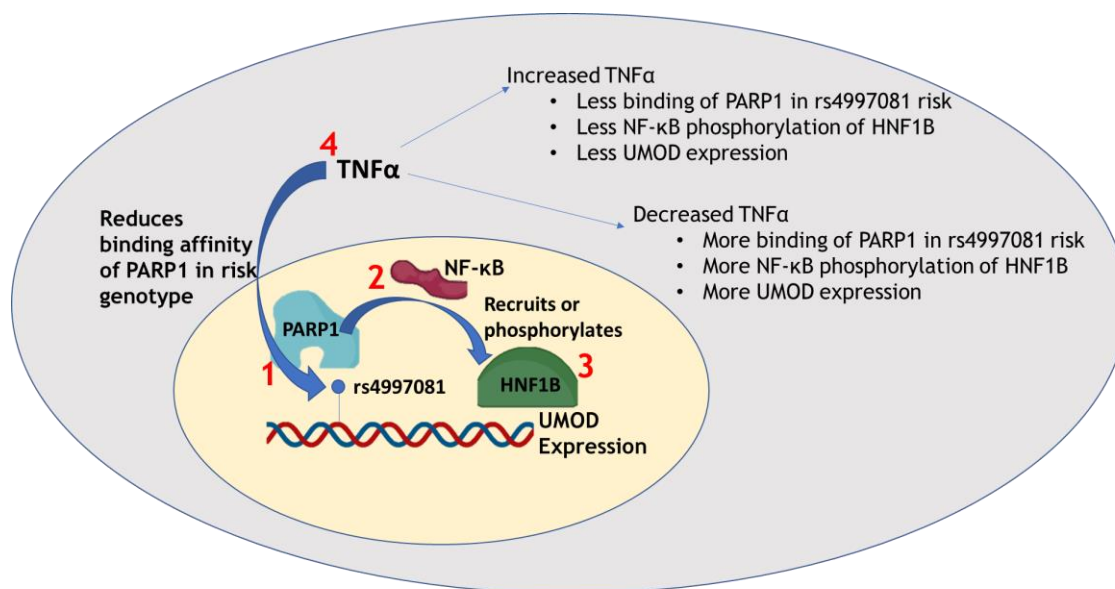 Increased TNFα
• Less binding of PARP1 in rs4997081 risk
• Less NF-κB phosphorylation of HNF1B
• Less UMOD expression
4
TNFα
Decreased TNFα
• More binding of PARP1 in rs4997081 risk
• More NF-κB phosphorylation of HNF1B
• More UMOD expression
Reduces
binding affinity
of PARP1 in risk
genotype
2
NF-κB
Recruits or
phosphorylates
PARP1
1
rs4997081
HNF1B
3
UMOD
Expression